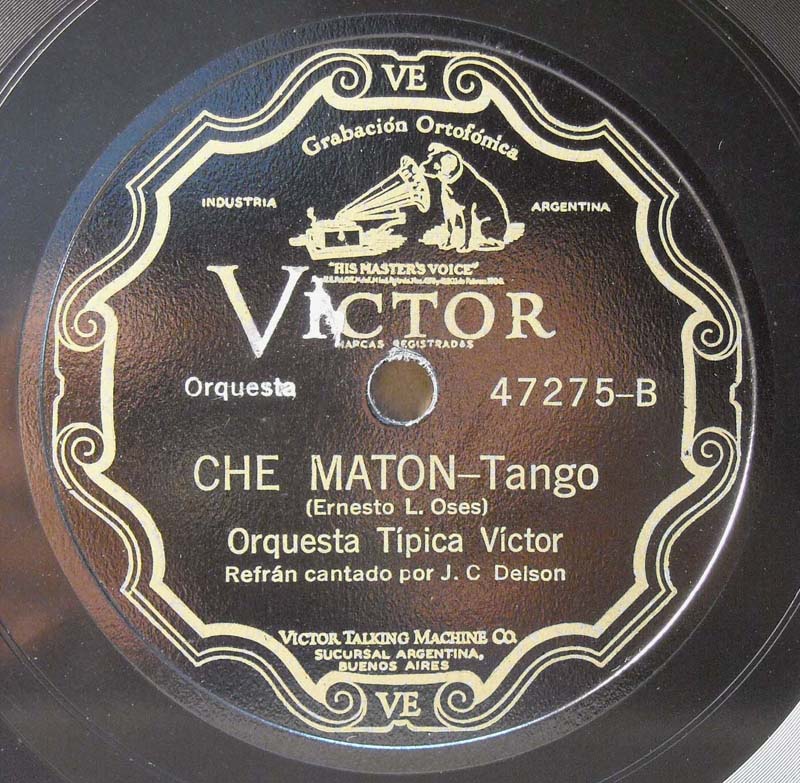 VE
Grabación Ortofónica
INDUSTRIA
ARGENTINA
"HIS MASTER'S VOICE"
VICTOR
MARCAS REGISTRADAS
Orquesta
47275-B
CHE MATON-Tango
(Ernesto L. Oses)
Orquesta Típica Víctor
Refrán cantado por J. C Delson
VICTOR TALKING MACHINE CO.
SUCURSAL ARGENTINA,
BUENOS AIRES
VE